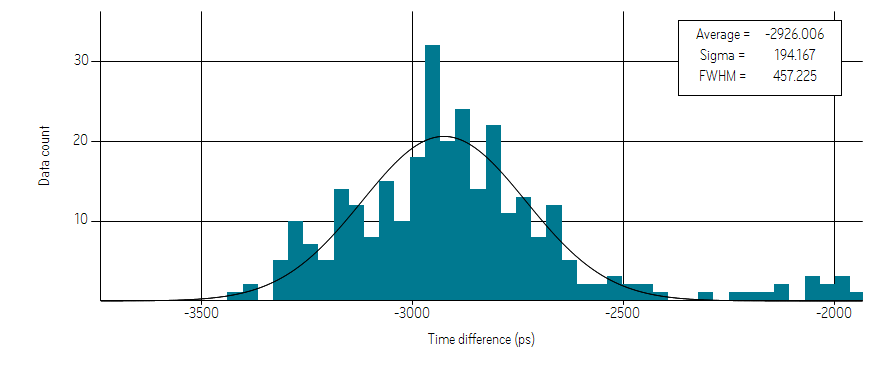 Average = -2926.006
Sigma = 194.167
FWHM = 457.225
30
20
10
Data count
-3500 -3000 -2500 -2000
Time difference (ps)